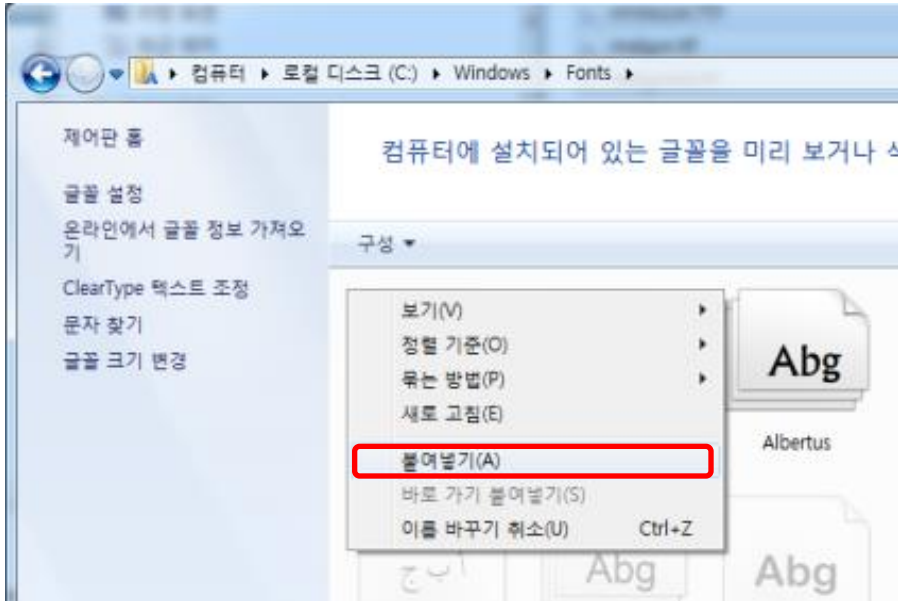 컴퓨터 ▸ 로컬 디스크 (C:) ▸ Windows ▸ Fonts ▸
제어판 홈
컴퓨터에 설치되어 있는 글꼴을 미리 보거나
글꼴 설정
온라인에서 글꼴 정보 가져오
기
구성
ClearType 텍스트 조정
문자 찾기
글꼴 크기 변경
보기(V)
정렬 기준(O)
묶는 방법(P)
새로 고침(E)
붙여넣기(A)
바로 가기 붙여넣기(S)
이름 바꾸기 취소(U) Ctrl+Z
Abg
Albertus
أ ب ج
Abg
Abg